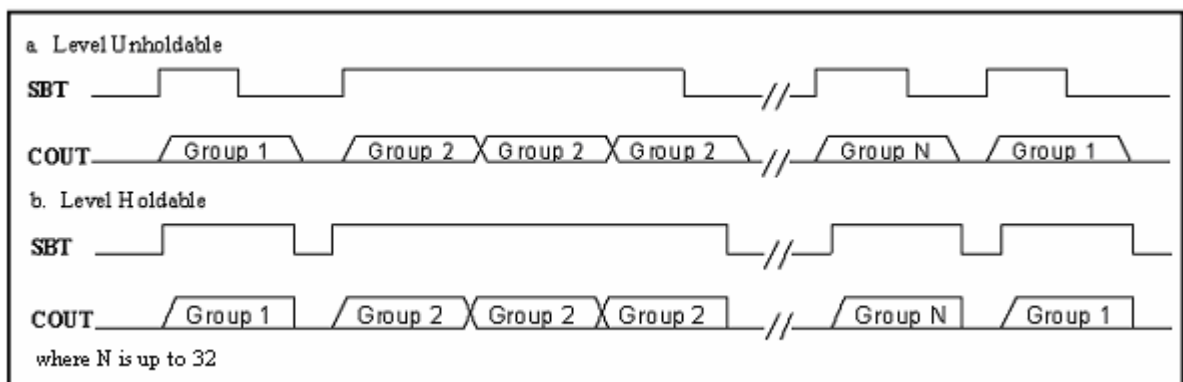 a. Level Unholdable
SBT
COUT Group 1 Group 2 Group 2 Group 2 // Group N Group 1
b. Level Holdable
SBT
COUT Group 1 Group 2 Group 2 Group 2 // Group N Group 1
where N is up to 32